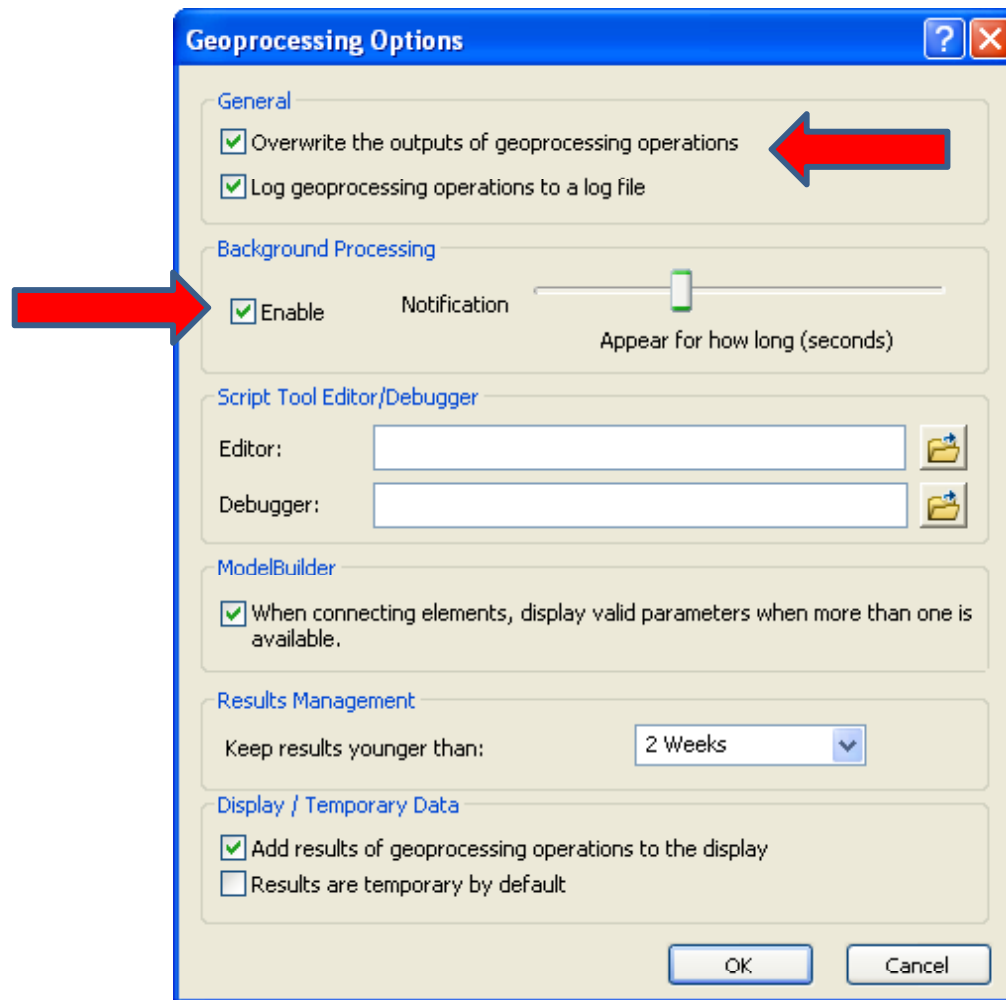 Geoprocessing Options
General
Overwrite the outputs of geoprocessing operations
Log geoprocessing operations to a log file
Background Processing
Enable
Notification
Appear for how long (seconds)
Script Tool Editor/Debugger
Editor:
Debugger:
ModelBuilder
When connecting elements, display valid parameters when more than one is
available.
Results Management
Keep results younger than:
2 Weeks
Display / Temporary Data
Add results of geoprocessing operations to the display
Results are temporary by default
OK
Cancel